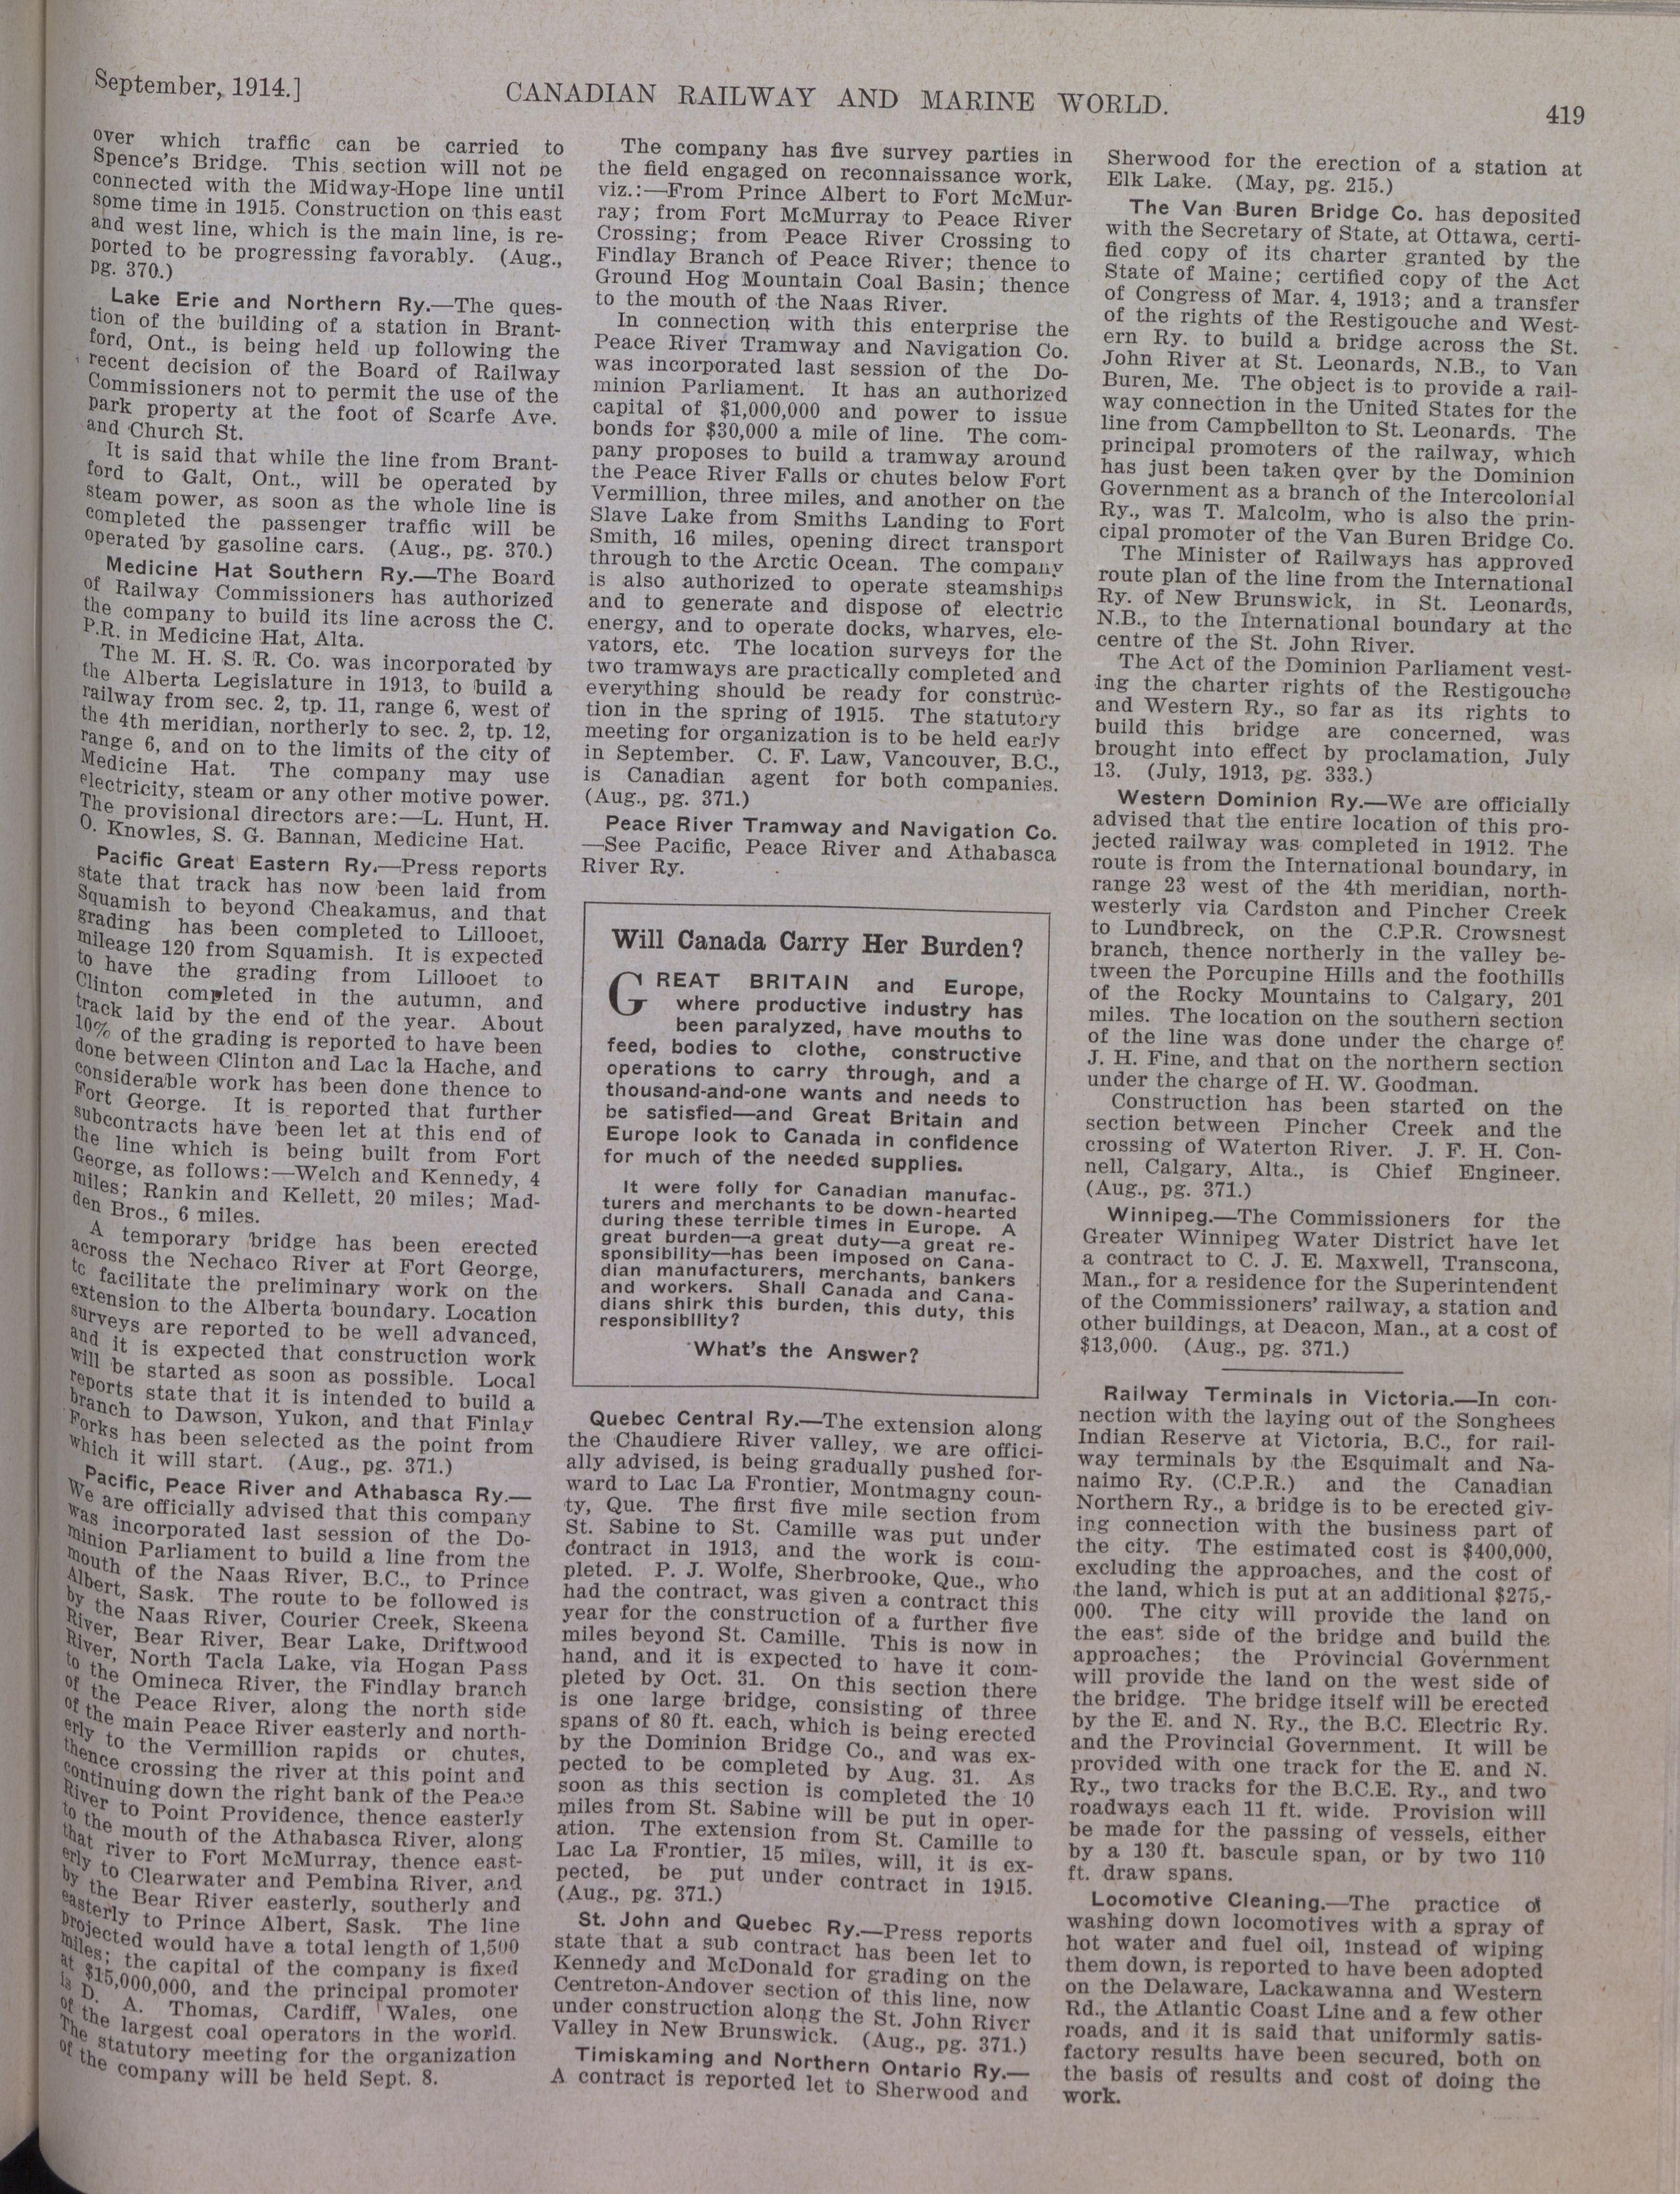 September, 1914.]
CANADIAN RAILWAY AND MARINE WORLD.
419
over which traffic can be carried to
Spence's Bridge. This section will not be
connected with the Midway-Hope line until
some time in 1915. Construction on this east
and west line, which is the main line, is re-
ported to be progressing favorably. (Aug.,
pg. 370.)
Lake Erie and Northern Ry.—The ques-
tion of the building of a station in Brant-
ford, Ont., is being held up following the
recent decision of the Board of Railway
Commissioners not to permit the use of the
park property at the foot of Scarfe Ave.
and Church St.
It is said that while the line from Brant-
ford to Galt, Ont., will be operated by
steam power, as soon as the whole line is
completed the passenger traffic will be
operated by gasoline cars. (Aug., pg. 370.)
Medicine Hat Southern Ry.—The Board
of Railway Commissioners has authorized
the company to build its line across the C.
P.R. in Medicine Hat, Alta.
The M. H. S. R. Co. was incorporated by
the Alberta Legislature in 1913, to build a
railway from sec. 2, tp. 11, range 6, west of
the 4th meridian, northerly to sec. 2, tp. 12,
range 6, and on to the limits of the city of
Medicine Hat. The company may use
electricity, steam or any other motive power.
The provisional directors are:—L. Hunt, H.
O. Knowles, S. G. Bannan, Medicine Hat.
Pacific Great Eastern Ry.—Press reports
state that track has now been laid from
Squamish to beyond Cheakamus, and that
grading has been completed to Lillooet,
mileage 120 from Squamish. It is expected
to have the grading from Lillooet to
Clinton completed in the autumn, and
track laid by the end of the year. About
10% of the grading is reported to have been
done between Clinton and Lac la Hache, and
considerable work has been done thence to
Fort George. It is reported that further
subcontracts have been let at this end of
the line which is being built from Fort
George, as follows:—Welch and Kennedy, 4
miles; Rankin and Kellett, 20 miles; Mad-
den Bros., 6 miles.
A temporary bridge has been erected
across the Nechaco River at Fort George,
to facilitate the preliminary work on the
extension to the Alberta boundary. Location
surveys are reported to be well advanced,
and it is expected that construction work
will be started as soon as possible. Local
reports state that it is intended to build a
branch to Dawson, Yukon, and that Finlay
Forks has been selected as the point from
which it will start. (Aug., pg. 371.)
Pacific, Peace River and Athabasca Ry.—
We are officially advised that this company
was incorporated last session of the Do-
minion Parliament to build a line from the
mouth of the Naas River, B.C., to Prince
Albert, Sask. The route to be followed is
by the Naas River, Courier Creek, Skeena
River, Bear River, Bear Lake, Driftwood
River, North Tacla Lake, via Hogan Pass
to the Omineca River, the Findlay branch
of the Peace River, along the north side
of the main Peace River easterly and north-
erly to the Vermillion rapids or chutes,
thence crossing the river at this point and
continuing down the right bank of the Peace
River to Point Providence, thence easterly
to the mouth of the Athabasca River, along
that river to Fort McMurray, thence east-
erly to Clearwater and Pembina River, and
by the Bear River easterly, southerly and
easterly to Prince Albert, Sask. The line
projected would have a total length of 1,500
miles; the capital of the company is fixed
at $15,000,000, and the principal promoter
is D. A. Thomas, Cardiff, Wales, one
of the largest coal operators in the world.
The statutory meeting for the organization
of the company will be held Sept. 8.
The company has five survey parties in
the field engaged on reconnaissance work,
viz.:—From Prince Albert to Fort McMur-
ray; from Fort McMurray to Peace River
Crossing; from Peace River Crossing to
Findlay Branch of Peace River; thence to
Ground Hog Mountain Coal Basin; thence
to the mouth of the Naas River.
In connection with this enterprise the
Peace River Tramway and Navigation Co.
was incorporated last session of the Do-
minion Parliament. It has an authorized
capital of $1,000,000 and power to issue
bonds for $30,000 a mile of line. The com-
pany proposes to build a tramway around
the Peace River Falls or chutes below Fort
Vermillion, three miles, and another on the
Slave Lake from Smiths Landing to Fort
Smith, 16 miles, opening direct transport
through to the Arctic Ocean. The company
is also authorized to operate steamships
and to generate and dispose of electric
energy, and to operate docks, wharves, ele-
vators, etc. The location surveys for the
two tramways are practically completed and
everything should be ready for construc-
tion in the spring of 1915. The statutory
meeting for organization is to be held early
in September. C. F. Law, Vancouver, B.C.,
is Canadian agent for both companies.
(Aug., pg. 371.)
Peace River Tramway and Navigation Co.
—See Pacific, Peace River and Athabasca
River Ry.
Will Canada Carry Her Burden?
GREAT BRITAIN and Europe,
where productive industry has
been paralyzed, have mouths to
feed, bodies to clothe, constructive
operations to carry through, and a
thousand-and-one wants and needs to
be satisfied—and Great Britain and
Europe look to Canada in confidence
for much of the needed supplies.
It were folly for Canadian manufac-
turers and merchants to be down-hearted
during these terrible times in Europe. A
great burden—a great duty—a great re-
sponsibility—has been imposed on Cana-
dian manufacturers, merchants, bankers
and workers. Shall Canada and Cana-
dians shirk this burden, this duty, this
responsibility?
What's the Answer?
Quebec Central Ry.—The extension along
the Chaudiere River valley, we are offici-
ally advised, is being gradually pushed for-
ward to Lac La Frontier, Montmagny coun-
ty, Que. The first five mile section from
St. Sabine to St. Camille was put under
contract in 1913, and the work is com-
pleted. P. J. Wolfe, Sherbrooke, Que., who
had the contract, was given a contract this
year for the construction of a further five
miles beyond St. Camille. This is now in
hand, and it is expected to have it com-
pleted by Oct. 31. On this section there
is one large bridge, consisting of three
spans of 80 ft. each, which is being erected
by the Dominion Bridge Co., and was ex-
pected to be completed by Aug. 31. As
soon as this section is completed the 10
miles from St. Sabine will be put in oper-
ation. The extension from St. Camille to
Lac La Frontier, 15 miles, will, it is ex-
pected, be put under contract in 1915.
(Aug., pg. 371.)
St. John and Quebec Ry.—Press reports
state that a sub contract has been let to
Kennedy and McDonald for grading on the
Centreton-Andover section of this line, now
under construction along the St. John River
Valley in New Brunswick. (Aug., pg. 371.)
Timiskaming and Northern Ontario Ry.—
A contract is reported let to Sherwood and
Sherwood for the erection of a station at
Elk Lake. (May, pg. 215.)
The Van Buren Bridge Co. has deposited
with the Secretary of State, at Ottawa, certi-
fied copy of its charter granted by the
State of Maine; certified copy of the Act
of Congress of Mar. 4, 1913; and a transfer
of the rights of the Restigouche and West-
ern Ry. to build a bridge across the St.
John River at St. Leonards, N.B., to Van
Buren, Me. The object is to provide a rail-
way connection in the United States for the
line from Campbellton to St. Leonards. The
principal promoters of the railway, which
has just been taken over by the Dominion
Government as a branch of the Intercolonial
Ry., was T. Malcolm, who is also the prin-
cipal promoter of the Van Buren Bridge Co.
The Minister of Railways has approved
route plan of the line from the International
Ry. of New Brunswick, in St. Leonards,
N.B., to the International boundary at the
centre of the St. John River.
The Act of the Dominion Parliament vest-
ing the charter rights of the Restigouche
and Western Ry., so far as its rights to
build this bridge are concerned, was
brought into effect by proclamation, July
13. (July, 1913, pg. 333.)
Western Dominion Ry.—We are officially
advised that the entire location of this pro-
jected railway was completed in 1912. The
route is from the International boundary, in
range 23 west of the 4th meridian, north-
westerly via Cardston and Pincher Creek
to Lundbreck, on the C.P.R. Crowsnest
branch, thence northerly in the valley be-
tween the Porcupine Hills and the foothills
of the Rocky Mountains to Calgary, 201
miles. The location on the southern section
of the line was done under the charge of
J. H. Fine, and that on the northern section
under the charge of H. W. Goodman.
Construction has been started on the
section between Pincher Creek and the
crossing of Waterton River. J. F. H. Con-
nell, Calgary, Alta., is Chief Engineer.
(Aug., pg. 371.)
Winnipeg.—The Commissioners for the
Greater Winnipeg Water District have let
a contract to C. J. E. Maxwell, Transcona,
Man., for a residence for the Superintendent
of the Commissioners' railway, a station and
other buildings, at Deacon, Man., at a cost of
$13,000. (Aug., pg. 371.)
Railway Terminals in Victoria.—In con-
nection with the laying out of the Songhees
Indian Reserve at Victoria, B.C., for rail-
way terminals by the Esquimalt and Na-
naimo Ry. (C.P.R.) and the Canadian
Northern Ry., a bridge is to be erected giv-
ing connection with the business part of
the city. The estimated cost is $400,000,
excluding the approaches, and the cost of
the land, which is put at an additional $275,-
000. The city will provide the land on
the east side of the bridge and build the
approaches; the Provincial Government
will provide the land on the west side of
the bridge. The bridge itself will be erected
by the E. and N. Ry., the B.C. Electric Ry.
and the Provincial Government. It will be
provided with one track for the E. and N.
Ry., two tracks for the B.C.E. Ry., and two
roadways each 11 ft. wide. Provision will
be made for the passing of vessels, either
by a 130 ft. bascule span, or by two 110
ft. draw spans.
Locomotive Cleaning.—The practice of
washing down locomotives with a spray of
hot water and fuel oil, instead of wiping
them down, is reported to have been adopted
on the Delaware, Lackawanna and Western
Rd., the Atlantic Coast Line and a few other
roads, and it is said that uniformly satis-
factory results have been secured, both on
the basis of results and cost of doing the
work.